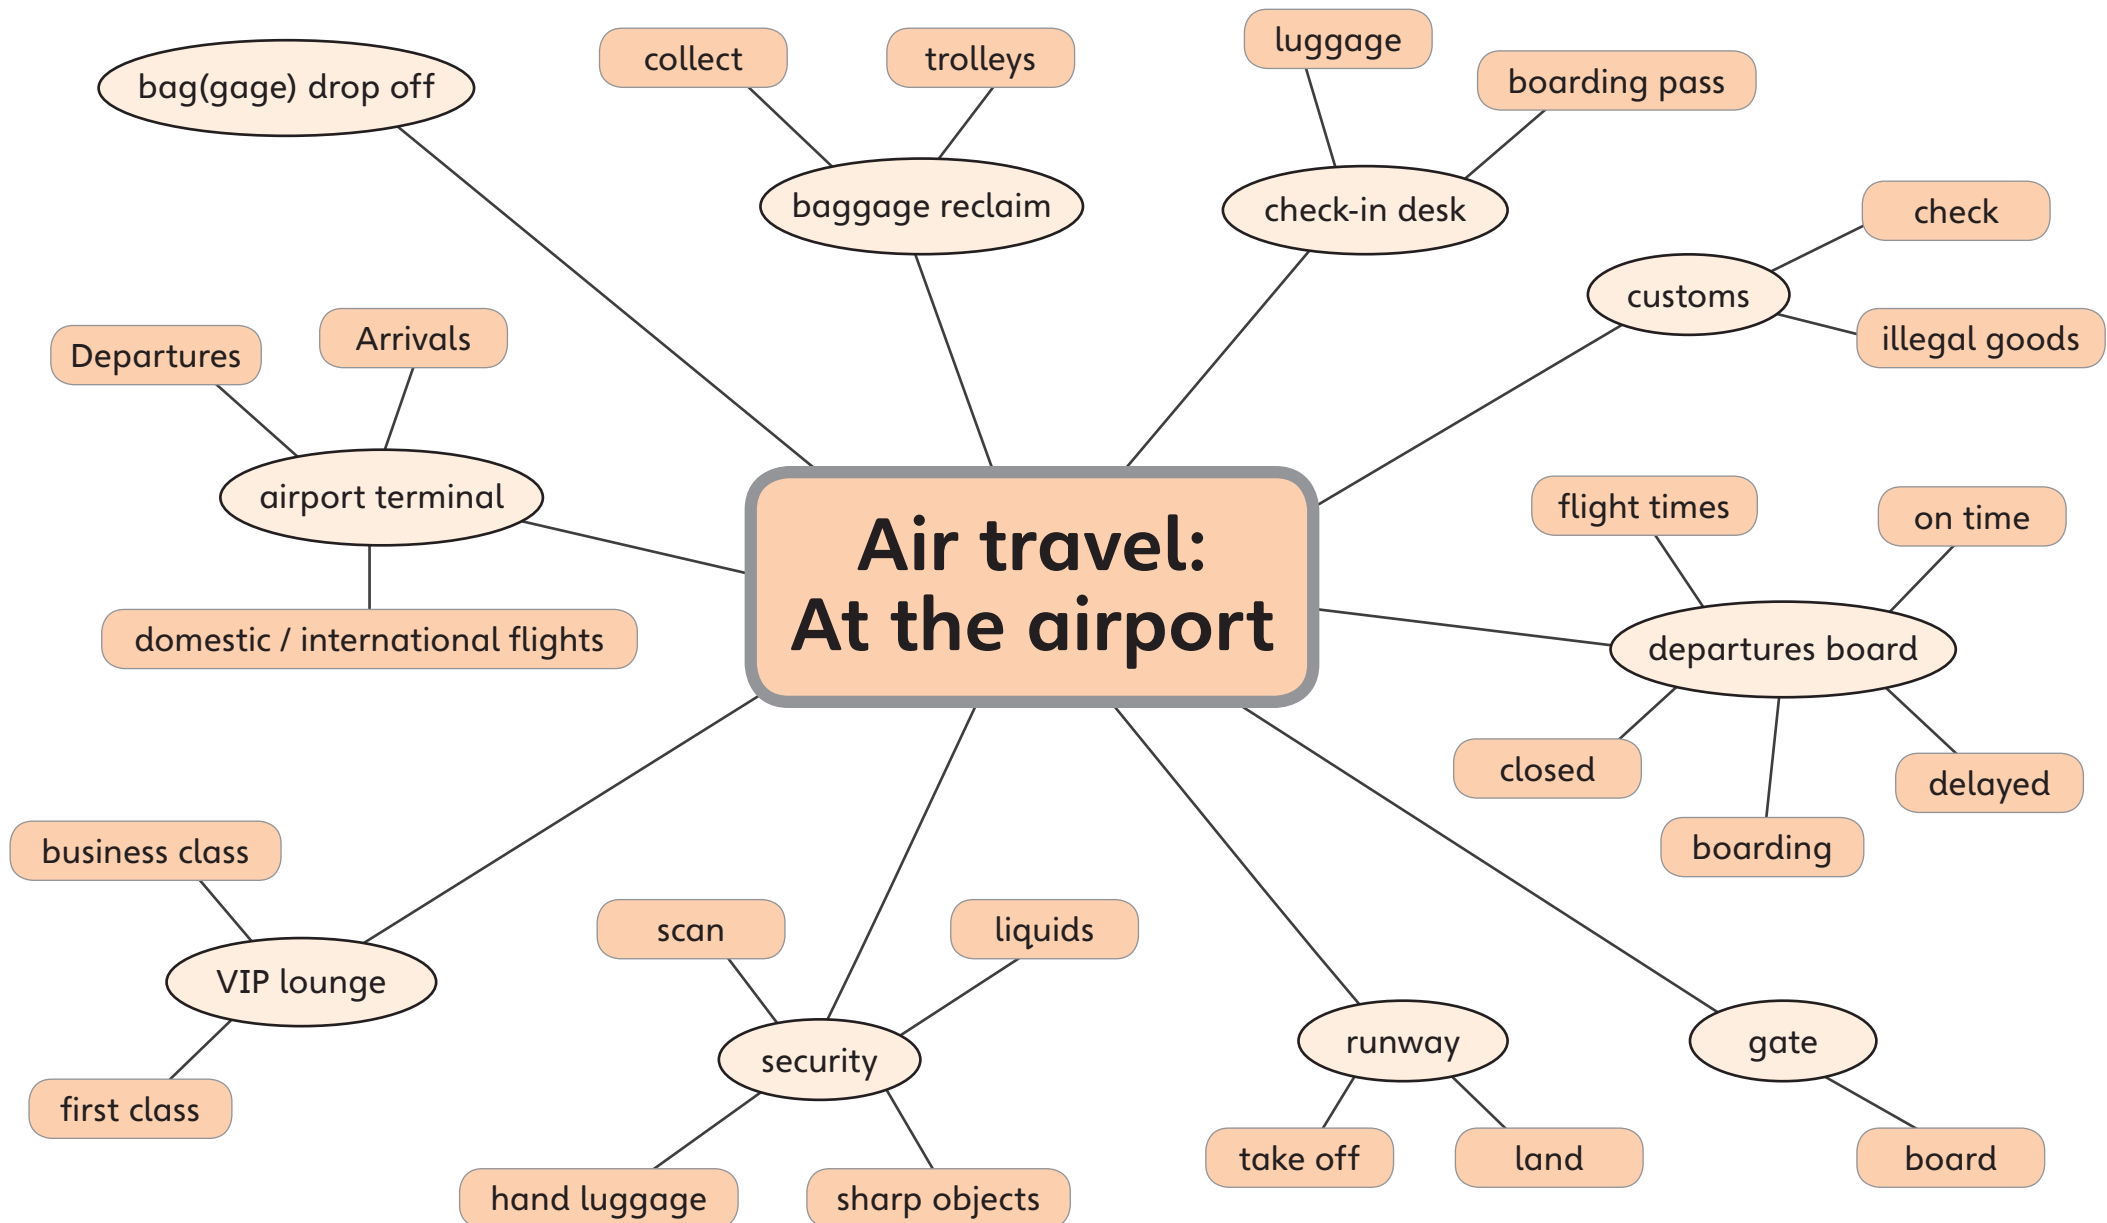 bag(gage) drop off
collect
trolleys
baggage reclaim
luggage
boarding pass
check-in desk
check
customs
illegal goods
Departures
Arrivals
airport terminal
domestic / international flights
Air travel:
At the airport
flight times
on time
departures board
closed
boarding
delayed
business class
VIP lounge
first class
scan
liquids
security
hand luggage
sharp objects
runway
take off
land
gate
board